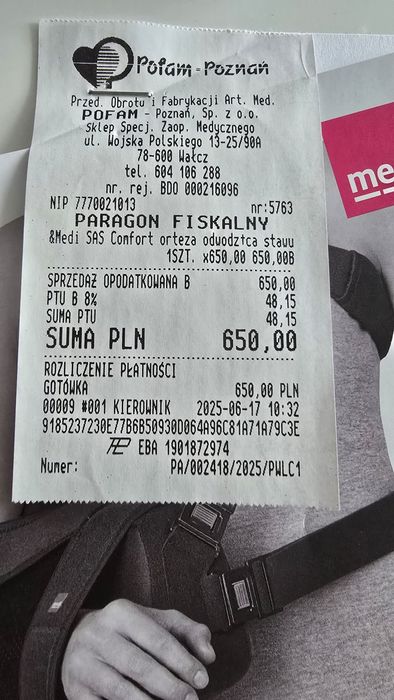 Pofam-Poznań
Przed. Obrotu i Fabrykacji Art. Med.
POFAM - Poznań, Sp. z o.o.
Sklep Specj. Zaop. Medycznego
ul. Wojska Polskiego 13-25/90A
78-600 Wałcz
tel. 604 106 288
nr. rej. BDO 000216096
NIP 7770021013 nr:5763
PARAGON FISKALNY
&Medi SAS Comfort orteza odwodzica stawu
1SZT. x650,00 650,00B
SPRZEDAŻ OPODATKOWANA B 650,00
PTU B 8% 48,15
SUMA PTU 48,15
SUMA PLN 650,00
ROZLICZENIE PŁATNOŚCI
GOTÓWKA 650,00 PLN
00009 #001 KIEROWNIK 2025-06-17 10:32
9185237230E77B6B50930D064A96C81A71A79C3E
EBA 1901872974
Numer: PA/002418/2025/PWLC1
me